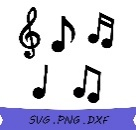 SVG .PNG .DXF